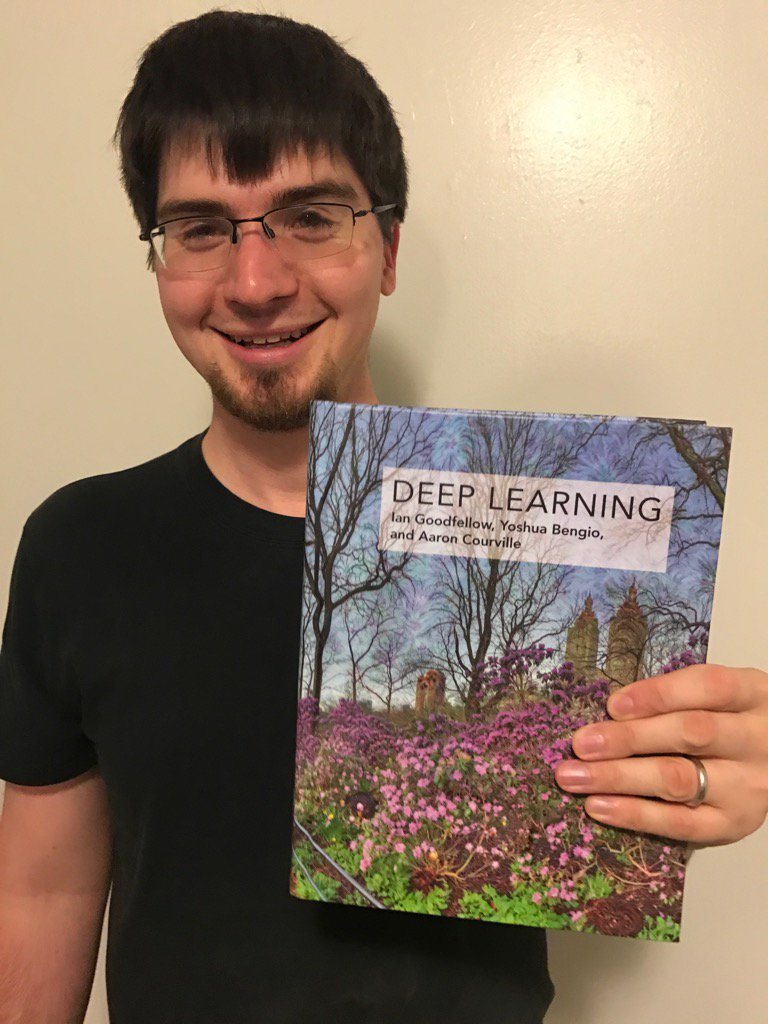 DEEP LEARNING
Ian Goodfellow, Yoshua Bengio,
and Aaron Courville